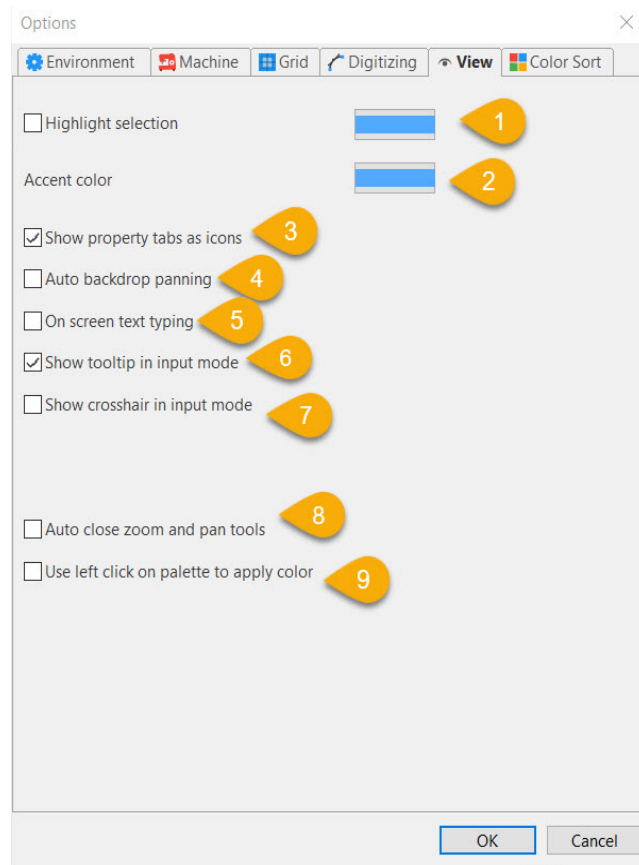 Options
Environment Machine Grid Digitizing View Color Sort
Highlight selection 1
Accent color 2
Show property tabs as icons 3
Auto backdrop panning 4
On screen text typing 5
Show tooltip in input mode 6
Show crosshair in input mode 7
Auto close zoom and pan tools 8
Use left click on palette to apply color 9
OK Cancel